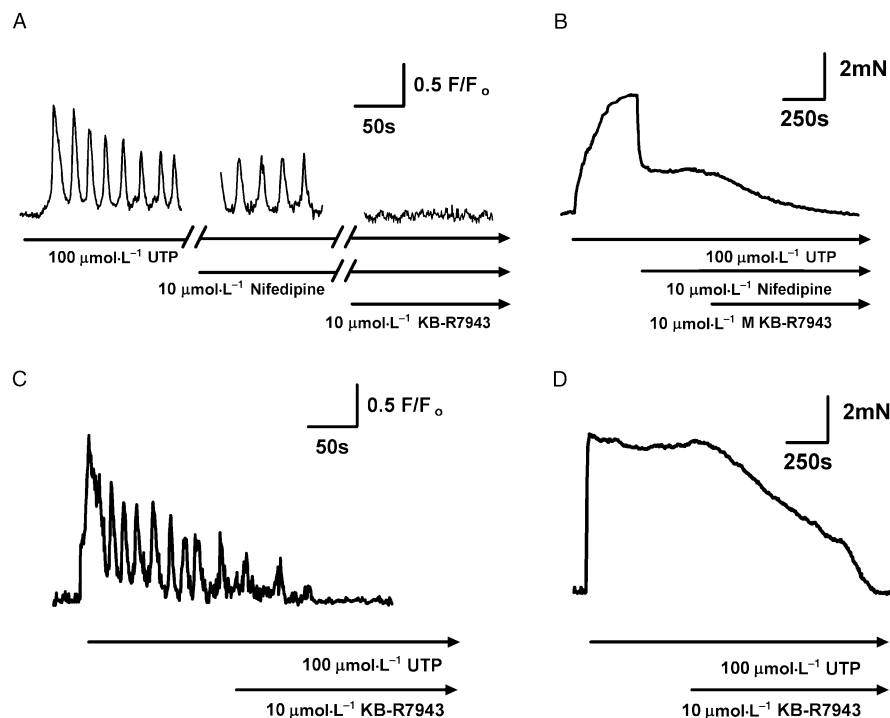 A
0.5 F/Fo
50s
100 μmol·L⁻¹ UTP
10 μmol·L⁻¹ Nifedipine
10 μmol·L⁻¹ KB-R7943
B
2mN
250s
100 μmol·L⁻¹ UTP
10 μmol·L⁻¹ Nifedipine
10 μmol·L⁻¹ M KB-R7943
C
0.5 F/Fo
50s
100 μmol·L⁻¹ UTP
10 μmol·L⁻¹ KB-R7943
D
2mN
250s
100 μmol·L⁻¹ UTP
10 μmol·L⁻¹ KB-R7943